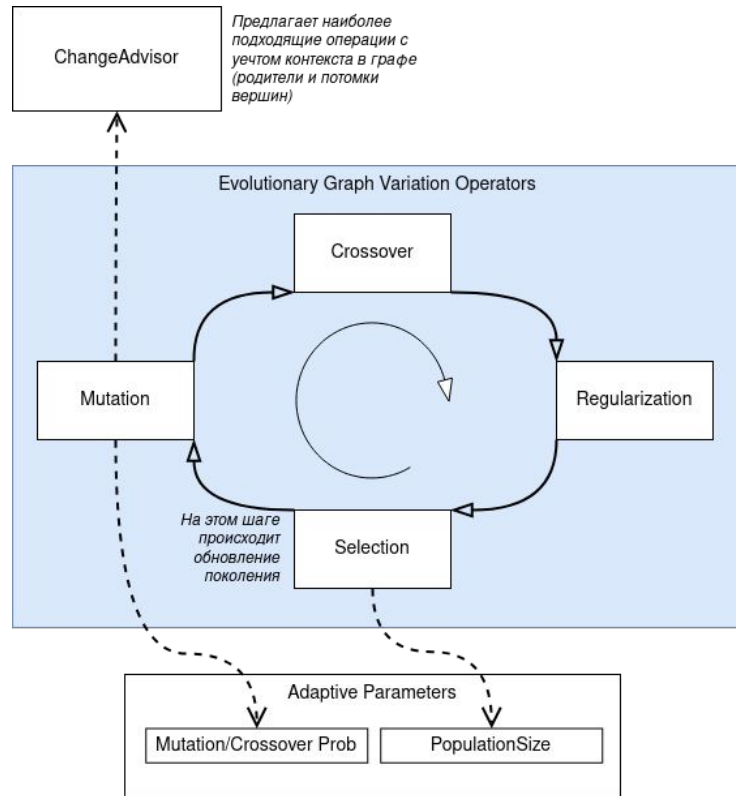 ChangeAdvisor
Предлагает наиболее
подходящие операции с
уечтом контекста в графе
(родители и потомки
вершин)
Evolutionary Graph Variation Operators
Crossover
Mutation
Regularization
На этом шаге
происходит
обновление
поколения
Selection
Adaptive Parameters
Mutation/Crossover Prob
PopulationSize